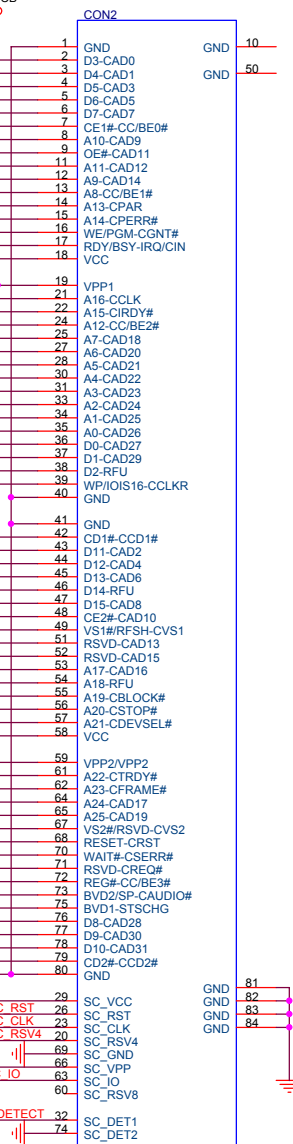 CON2
1 GND GND 10
2 D3-CAD0
3 D4-CAD1 GND 50
4 D5-CAD3
5 D6-CAD5
6 D7-CAD7
7 CE1#-CC/BE0#
8 A10-CAD9
9 OE#-CAD11
11 A11-CAD12
12 A9-CAD14
13 A8-CC/BE1#
14 A13-CPAR
15 A14-CPERR#
16 WE/PGM-CGNT#
17 RDY/BSY-IRQ/CIN
18 VCC
19 VPP1
21 A16-CCLK
22 A15-CIRDY#
24 A12-CC/BE2#
25 A7-CAD18
27 A6-CAD20
28 A5-CAD21
30 A4-CAD22
31 A3-CAD23
33 A2-CAD24
34 A1-CAD25
35 A0-CAD26
36 D0-CAD27
37 D1-CAD29
38 D2-RFU
39 WP/IOIS16-CCLKR
40 GND
41 GND
42 CD1#-CCD1#
43 D11-CAD2
44 D12-CAD4
45 D13-CAD6
46 D14-RFU
47 D15-CAD8
48 CE2#-CAD10
49 VS1#/RFSH-CVS1
51 RSVD-CAD13
52 RSVD-CAD15
53 A17-CAD16
54 A18-RFU
55 A19-CBLOCK#
56 A20-CSTOP#
57 A21-CDEVSEL#
58 VCC
59 VPP2/VPP2
61 A22-CTRDY#
62 A23-CFRAME#
64 A24-CAD17
65 A25-CAD19
67 VS2#/RSVD-CVS2
68 RESET-CRST
70 WAIT#-CSERR#
71 RSVD-CREQ#
72 REG#-CC/BE3#
73 BVD2/SP-CAUDIO#
75 BVD1-STSCHG
76 D8-CAD28
77 D9-CAD30
78 D10-CAD31
79 CD2#-CCD2#
80 GND
GND 81
29 SC_VCC GND 82
C_RST 26 SC_RST GND 83
C_CLK 23 SC_CLK GND 84
C_RSV4 20 SC_RSV4
69 SC_GND
66 SC_VPP
_IO 63 SC_IO
60 SC_RSV8
DETECT 32 SC_DET1
74 SC_DET2